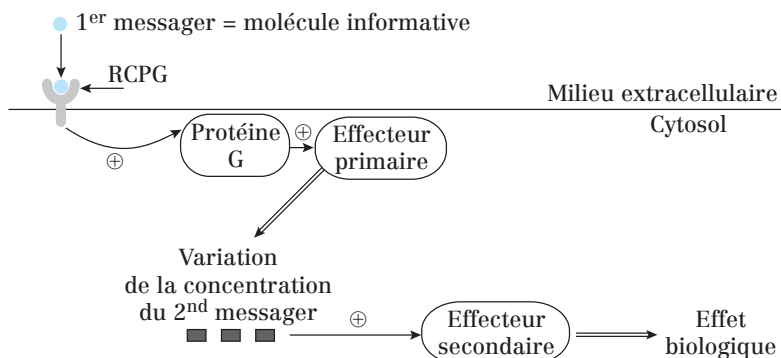 1er messager = molécule informative
RCPG
Milieu extracellulaire
Cytosol
Protéine
G
⊕
⊕
Effecteur
primaire
Variation
de la concentration
du 2nd messager
⊕
Effecteur
secondaire
Effet
biologique